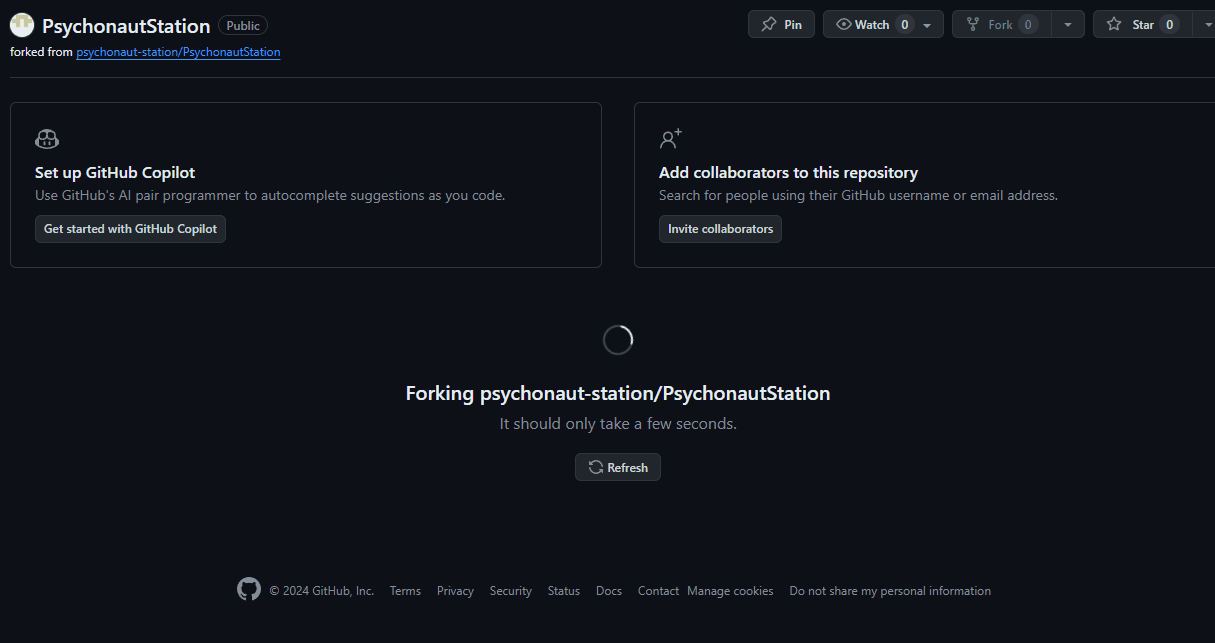 PsychonautStation Public Pin Watch 0 Fork 0 Star 0
forked from psychonaut-station/PsychonautStation
Set up GitHub Copilot
Use GitHub's AI pair programmer to autocomplete suggestions as you code.
Get started with GitHub Copilot
Add collaborators to this repository
Search for people using their GitHub username or email address.
Invite collaborators
Forking psychonaut-station/PsychonautStation
It should only take a few seconds.
Refresh
© 2024 GitHub, Inc. Terms Privacy Security Status Docs Contact Manage cookies Do not share my personal information